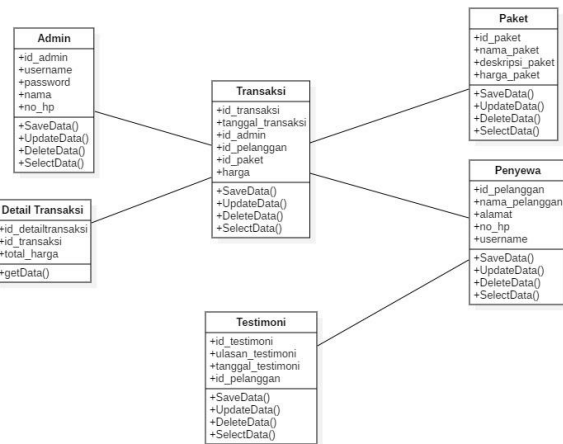 Admin
+id_admin
+username
+password
+nama
+no_hp
+SaveData()
+UpdateData()
+DeleteData()
+SelectData()
Detail Transaksi
+id_detailtransaksi
+id_transaksi
+total_harga
+getData()
Transaksi
+id_transaksi
+tanggal_transaksi
+id_admin
+id_pelanggan
+id_paket
+harga
+SaveData()
+UpdateData()
+DeleteData()
+SelectData()
Testimoni
+id_testimoni
+ulasan_testimoni
+tanggal_testimoni
+id_pelanggan
+SaveData()
+UpdateData()
+DeleteData()
+SelectData()
Paket
+id_paket
+nama_paket
+deskripsi_paket
+harga_paket
+SaveData()
+UpdateData()
+DeleteData()
+SelectData()
Penyewa
+id_pelanggan
+nama_pelanggan
+alamat
+no_hp
+username
+SaveData()
+UpdateData()
+DeleteData()
+SelectData()